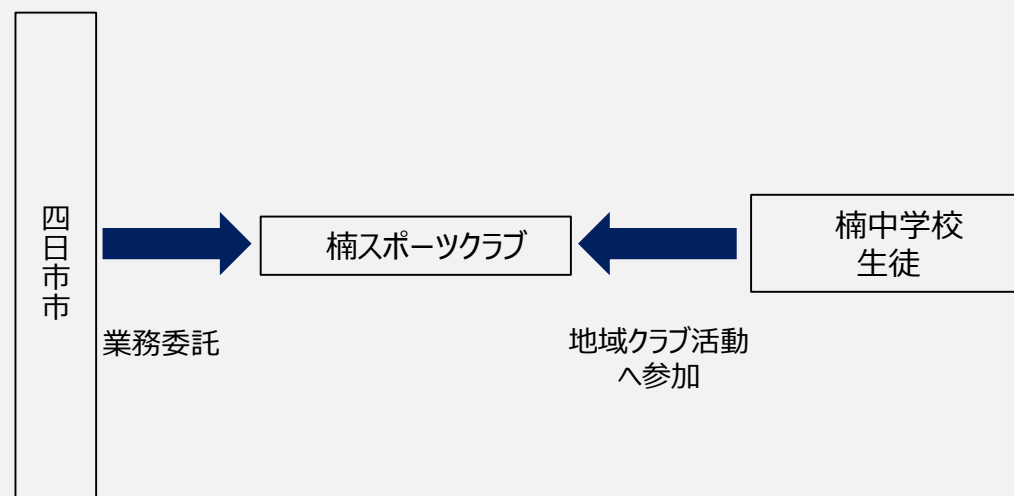 四日市市
業務委託
楠スポーツクラブ
地域クラブ活動
へ参加
楠中学校
生徒